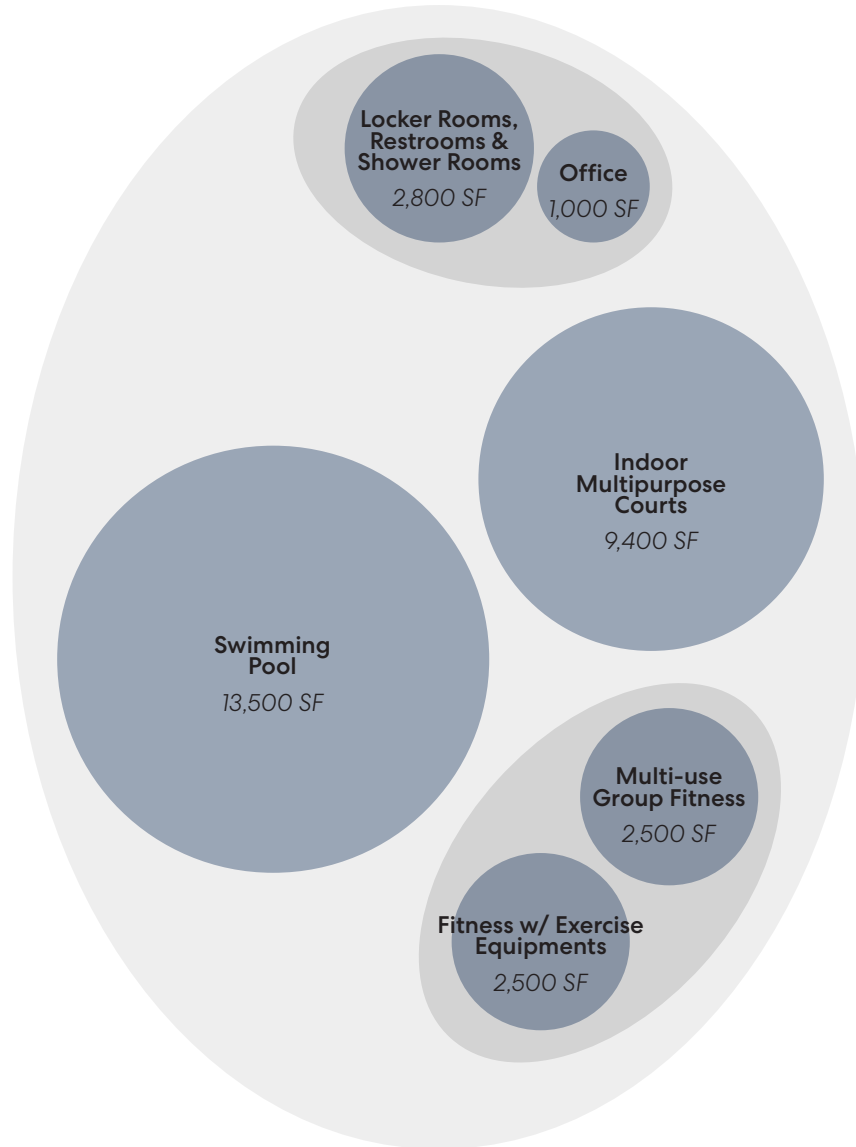 Locker Rooms,
Restrooms &
Shower Rooms
2,800 SF
Office
1,000 SF
Indoor
Multipurpose
Courts
9,400 SF
Swimming
Pool
13,500 SF
Multi-use
Group Fitness
2,500 SF
Fitness w/ Exercise
Equipments
2,500 SF